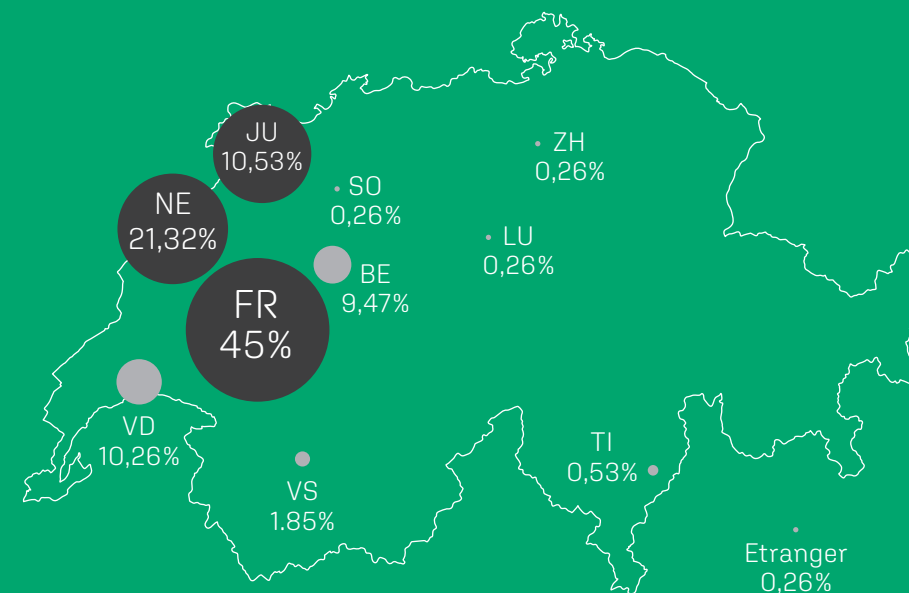 JU
10,53%
ZH
0,26%
SO
0,26%
NE
21,32%
LU
0,26%
BE
9,47%
FR
45%
VD
10,26%
TI
0,53%
VS
1.85%
Etranger
0,26%